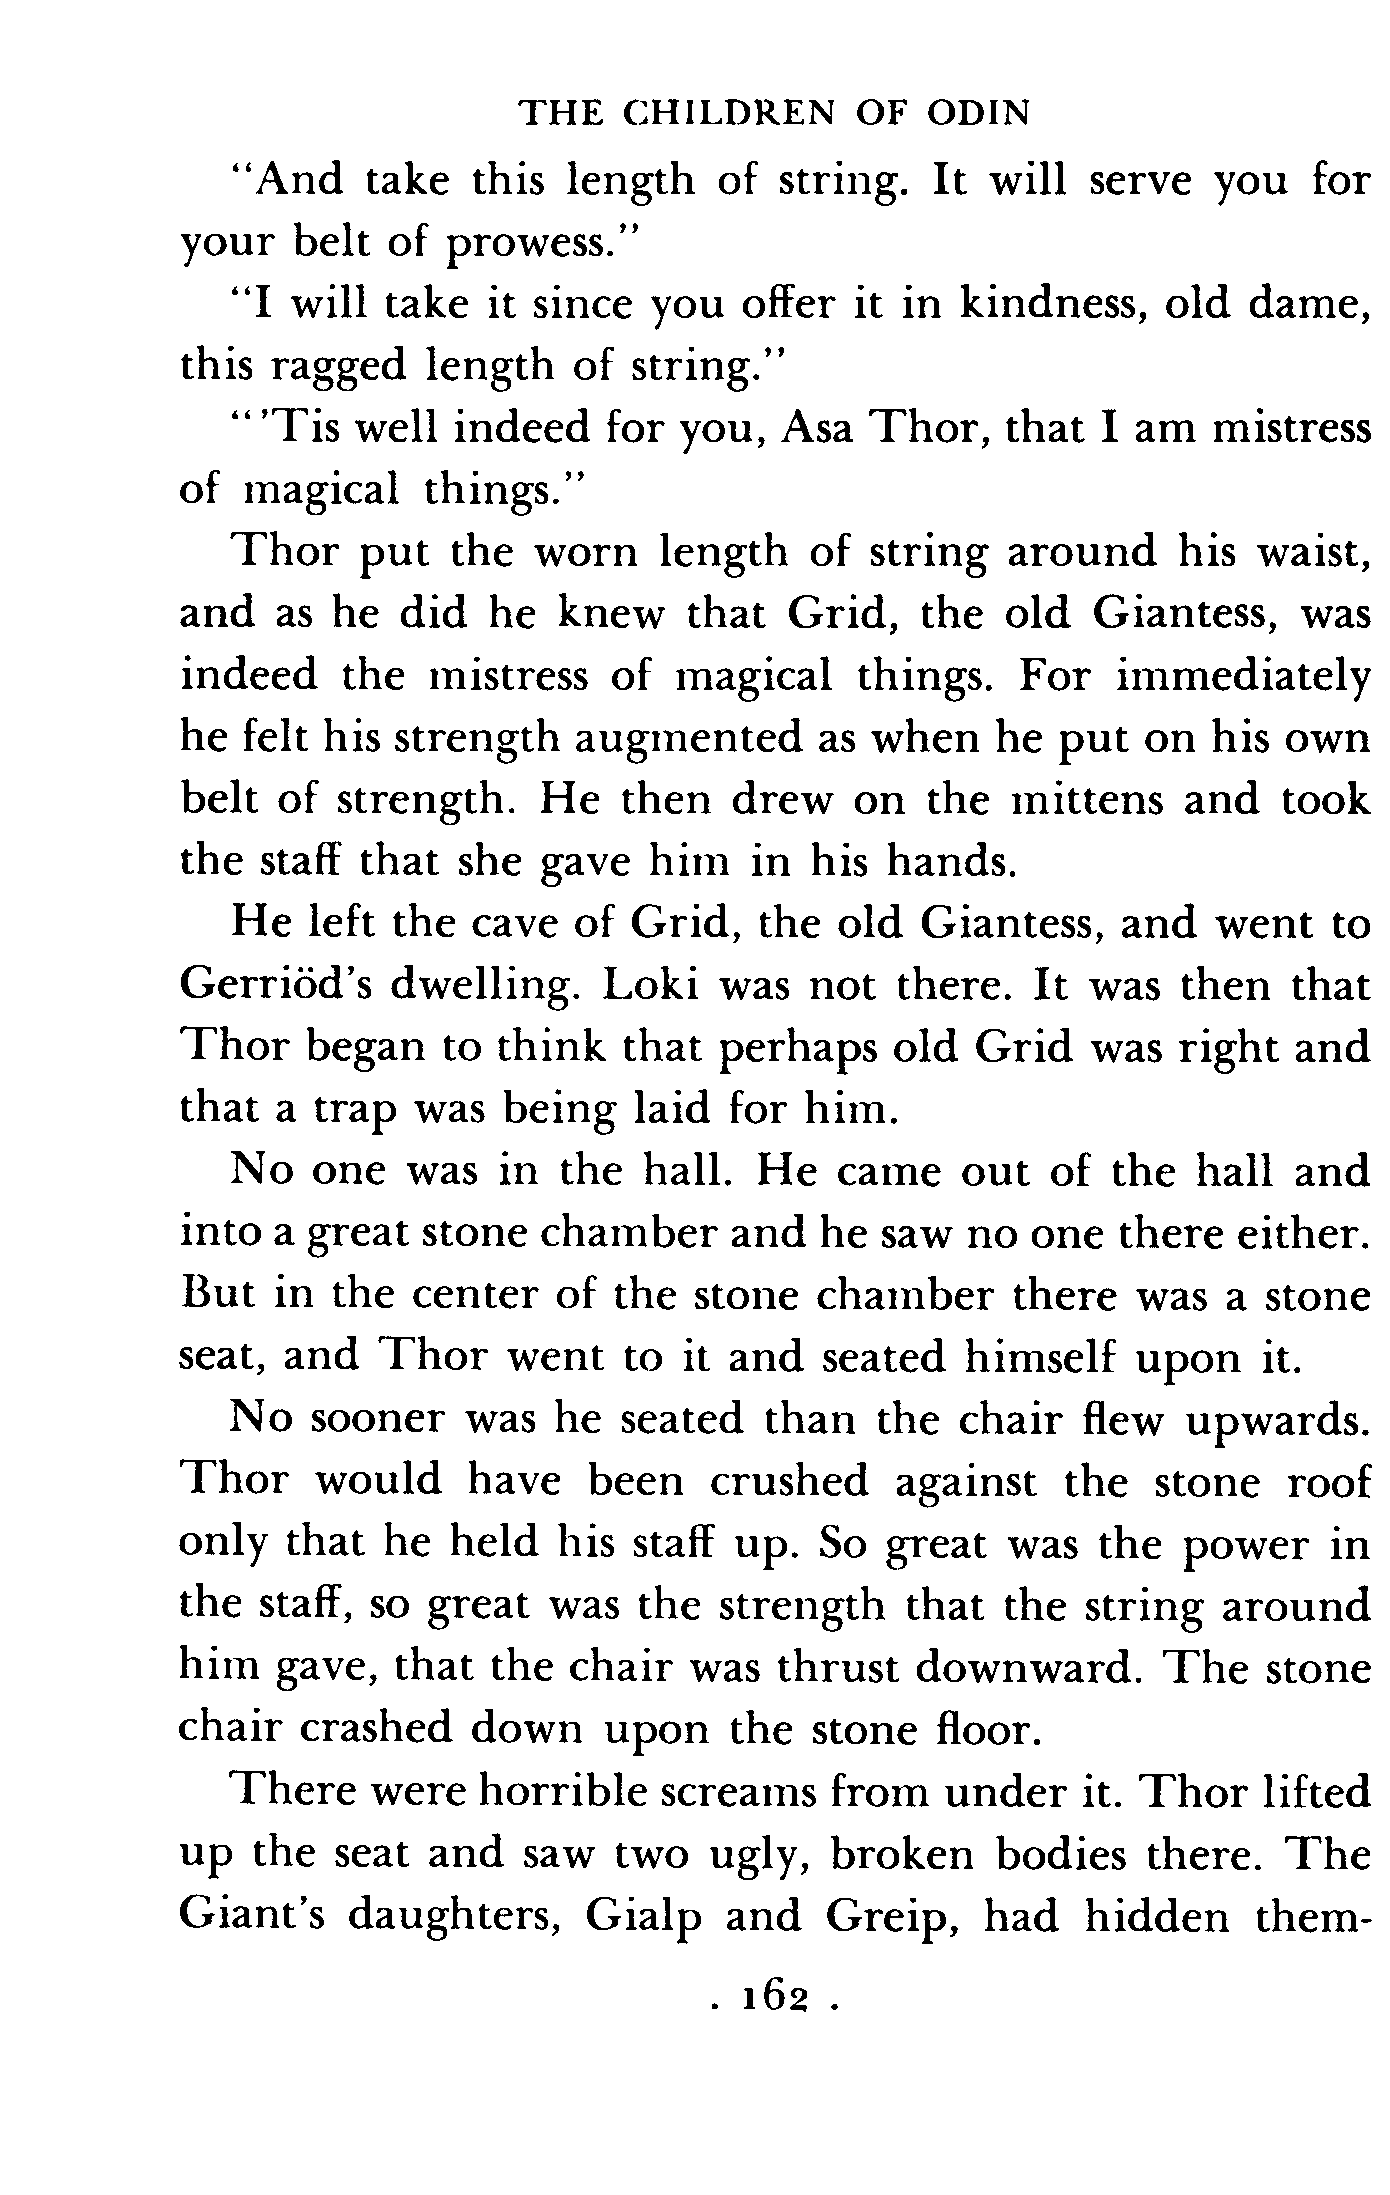 THE CHILDREN OF ODIN
“And take this length of string. It will serve you for
your belt of prowess.”
“I will take it since you offer it in kindness, old dame,
this ragged length of string.”
“’Tis well indeed for you, Asa Thor, that I am mistress
of magical things.”
Thor put the worn length of string around his waist,
and as he did he knew that Grid, the old Giantess, was
indeed the mistress of magical things. For immediately
he felt his strength augmented as when he put on his own
belt of strength. He then drew on the mittens and took
the staff that she gave him in his hands.
He left the cave of Grid, the old Giantess, and went to
Gerriöd’s dwelling. Loki was not there. It was then that
Thor began to think that perhaps old Grid was right and
that a trap was being laid for him.
No one was in the hall. He came out of the hall and
into a great stone chamber and he saw no one there either.
But in the center of the stone chamber there was a stone
seat, and Thor went to it and seated himself upon it.
No sooner was he seated than the chair flew upwards.
Thor would have been crushed against the stone roof
only that he held his staff up. So great was the power in
the staff, so great was the strength that the string around
him gave, that the chair was thrust downward. The stone
chair crashed down upon the stone floor.
There were horrible screams from under it. Thor lifted
up the seat and saw two ugly, broken bodies there. The
Giant’s daughters, Gialp and Greip, had hidden them-
. 162 .